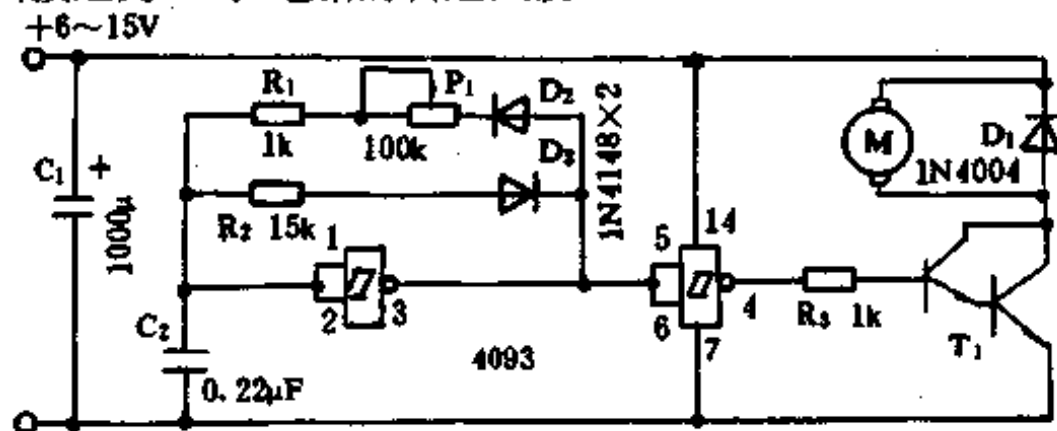 +6～15V
R₁
P₁
D₂
1k
100k
D₃
1N4148×2
C₁
+
1000μ
R₂ 15k
M
D₁
1N4004
1
2
3
5
6
14
4
7
R₃ 1k
T₁
C₂
0.22μF
4093